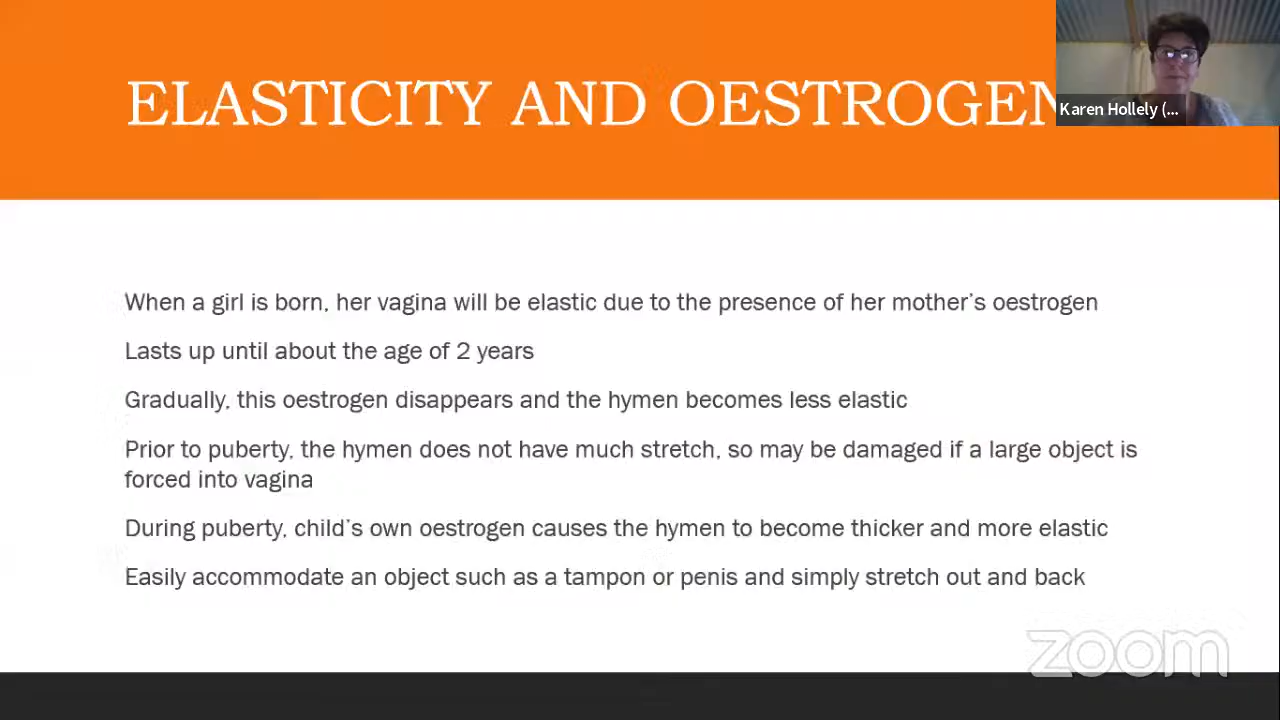 ELASTICITY AND OESTROGEN
Karen Hollely (...
When a girl is born, her vagina will be elastic due to the presence of her mother's oestrogen
Lasts up until about the age of 2 years
Gradually, this oestrogen disappears and the hymen becomes less elastic
Prior to puberty, the hymen does not have much stretch, so may be damaged if a large object is
forced into vagina
During puberty, child's own oestrogen causes the hymen to become thicker and more elastic
Easily accommodate an object such as a tampon or penis and simply stretch out and back
zoom